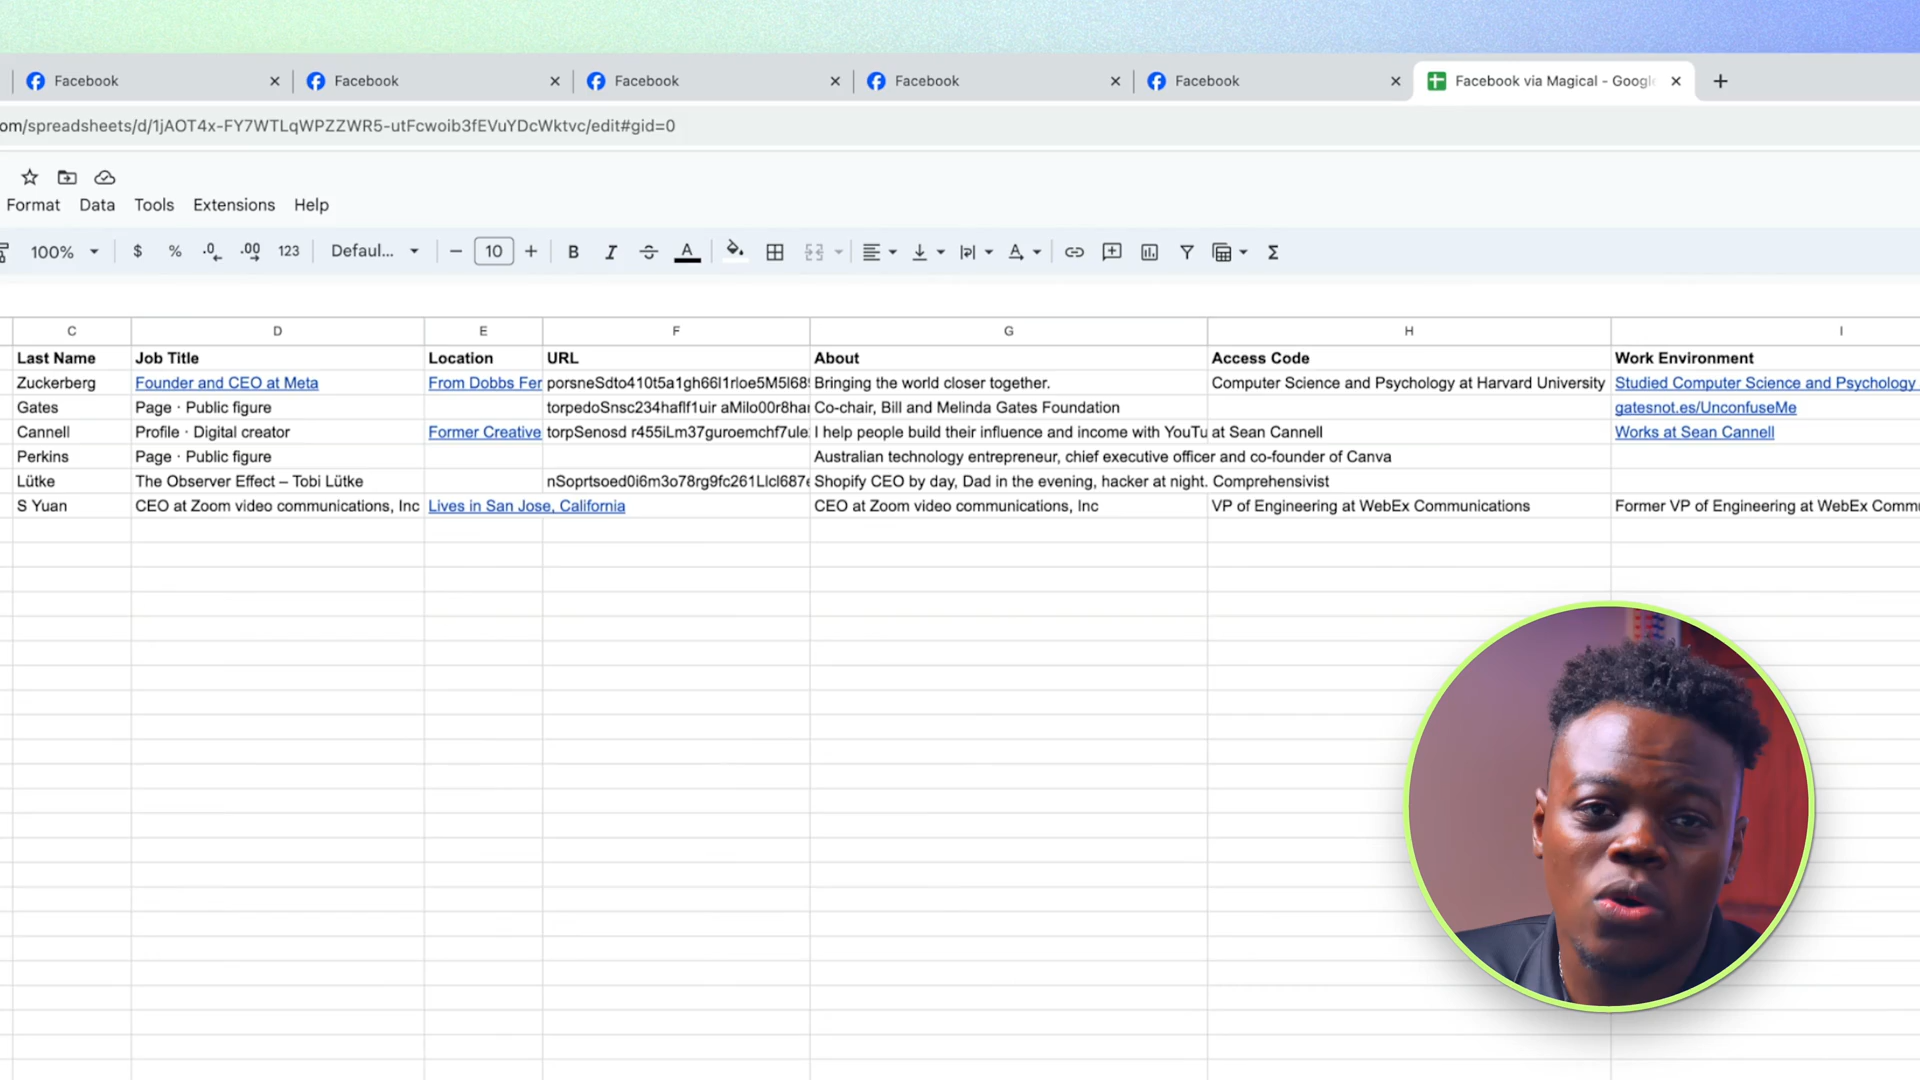 Facebook Facebook Facebook Facebook Facebook Facebook via Magical - Google
om/spreadsheets/d/1jAOT4x-FY7WTLqWPZZWR5-utFcwoib3fEVuYDcWktvc/edit#gid=0
Format Data Tools Extensions Help
100% $ % .0 .00 123 Defaul... − 10 + B I A A Σ
C D E F G H I
Last Name Job Title Location URL About Access Code Work Environment
Zuckerberg Founder and CEO at Meta From Dobbs Fer Bringing the world closer together. Computer Science and Psychology at Harvard University Studied Computer Science and Psychology
Gates Page · Public figure Co-chair, Bill and Melinda Gates Foundation gatesnot.es/UnconfuseMe
Cannell Profile · Digital creator Former Creative I help people build their influence and income with YouTu at Sean Cannell Works at Sean Cannell
Perkins Page · Public figure Australian technology entrepreneur, chief executive officer and co-founder of Canva
Lütke The Observer Effect – Tobi Lütke Shopify CEO by day, Dad in the evening, hacker at night. Comprehensivist
S Yuan CEO at Zoom video communications, Inc Lives in San Jose, California CEO at Zoom video communications, Inc VP of Engineering at WebEx Communications Former VP of Engineering at WebEx Comm